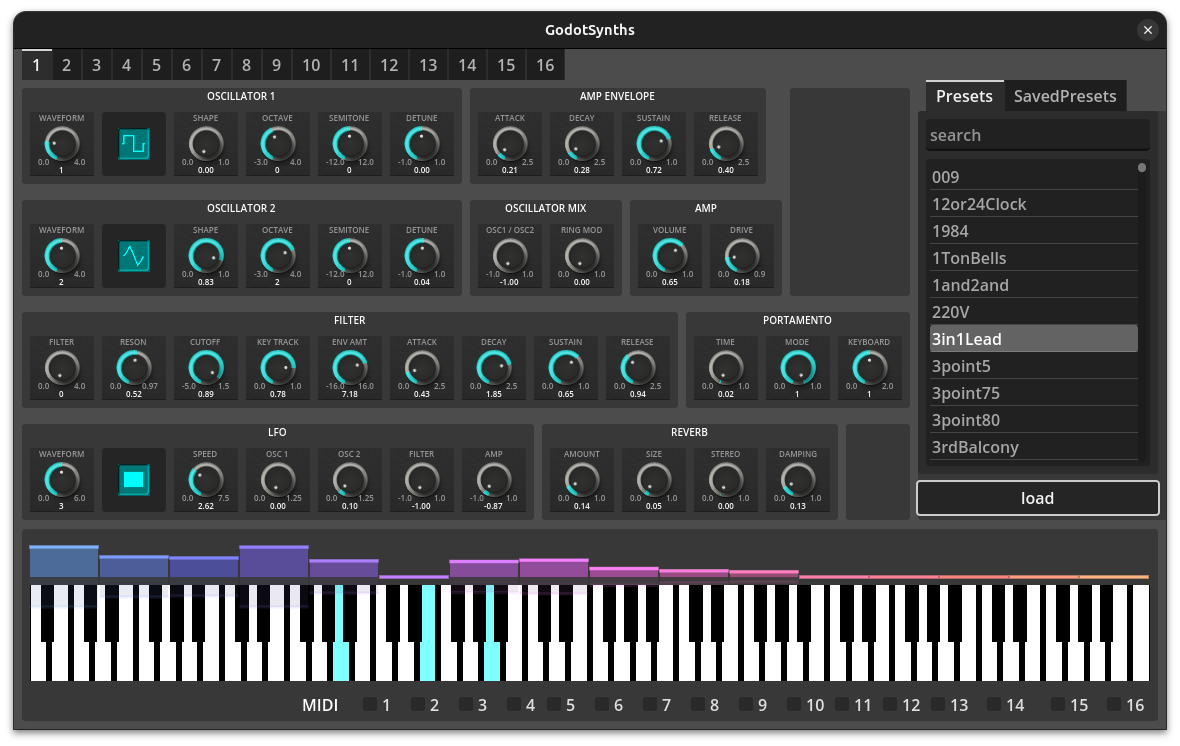 GodotSynths
1 2 3 4 5 6 7 8 9 10 11 12 13 14 15 16
OSCILLATOR 1
WAVEFORM SHAPE OCTAVE SEMITONE DETUNE
0.0 4.0 0.0 1.0 -3.0 4.0 -12.0 12.0 -1.0 1.0
1 0.00 0 0 0.00
AMP ENVELOPE
ATTACK DECAY SUSTAIN RELEASE
0.0 2.5 0.0 2.5 0.0 1.0 0.0 2.5
0.21 0.28 0.72 0.40
OSCILLATOR 2
WAVEFORM SHAPE OCTAVE SEMITONE DETUNE
0.0 4.0 0.0 1.0 -3.0 4.0 -12.0 12.0 -1.0 1.0
2 0.83 2 0 0.04
OSCILLATOR MIX
OSC1 / OSC2 RING MOD
-1.0 1.0 0.0 1.0
-1.00 0.00
AMP
VOLUME DRIVE
0.0 1.0 0.0 0.9
0.65 0.18
FILTER
FILTER RESON CUTOFF KEY TRACK ENV AMT ATTACK DECAY SUSTAIN RELEASE
0.0 4.0 0.0 0.97 -5.0 1.5 0.0 1.0 -16.0 16.0 0.0 2.5 0.0 2.5 0.0 1.0 0.0 2.5
0 0.52 0.89 0.78 7.18 0.43 1.85 0.65 0.94
PORTAMENTO
TIME MODE KEYBOARD
0.0 1.0 0.0 1.0 0.0 2.0
0.02 1 1
LFO
WAVEFORM SPEED OSC 1 OSC 2 FILTER AMP
0.0 6.0 0.0 7.5 0.0 1.25 0.0 1.25 -1.0 1.0 -1.0 1.0
3 2.62 0.00 0.10 -1.00 -0.87
REVERB
AMOUNT SIZE STEREO DAMPING
0.0 1.0 0.0 1.0 0.0 1.0 0.0 1.0
0.14 0.05 0.00 0.13
Presets SavedPresets
search
009
12or24Clock
1984
1TonBells
1and2and
220V
3in1Lead
3point5
3point75
3point80
3rdBalcony
load
MIDI 1 2 3 4 5 6 7 8 9 10 11 12 13 14 15 16